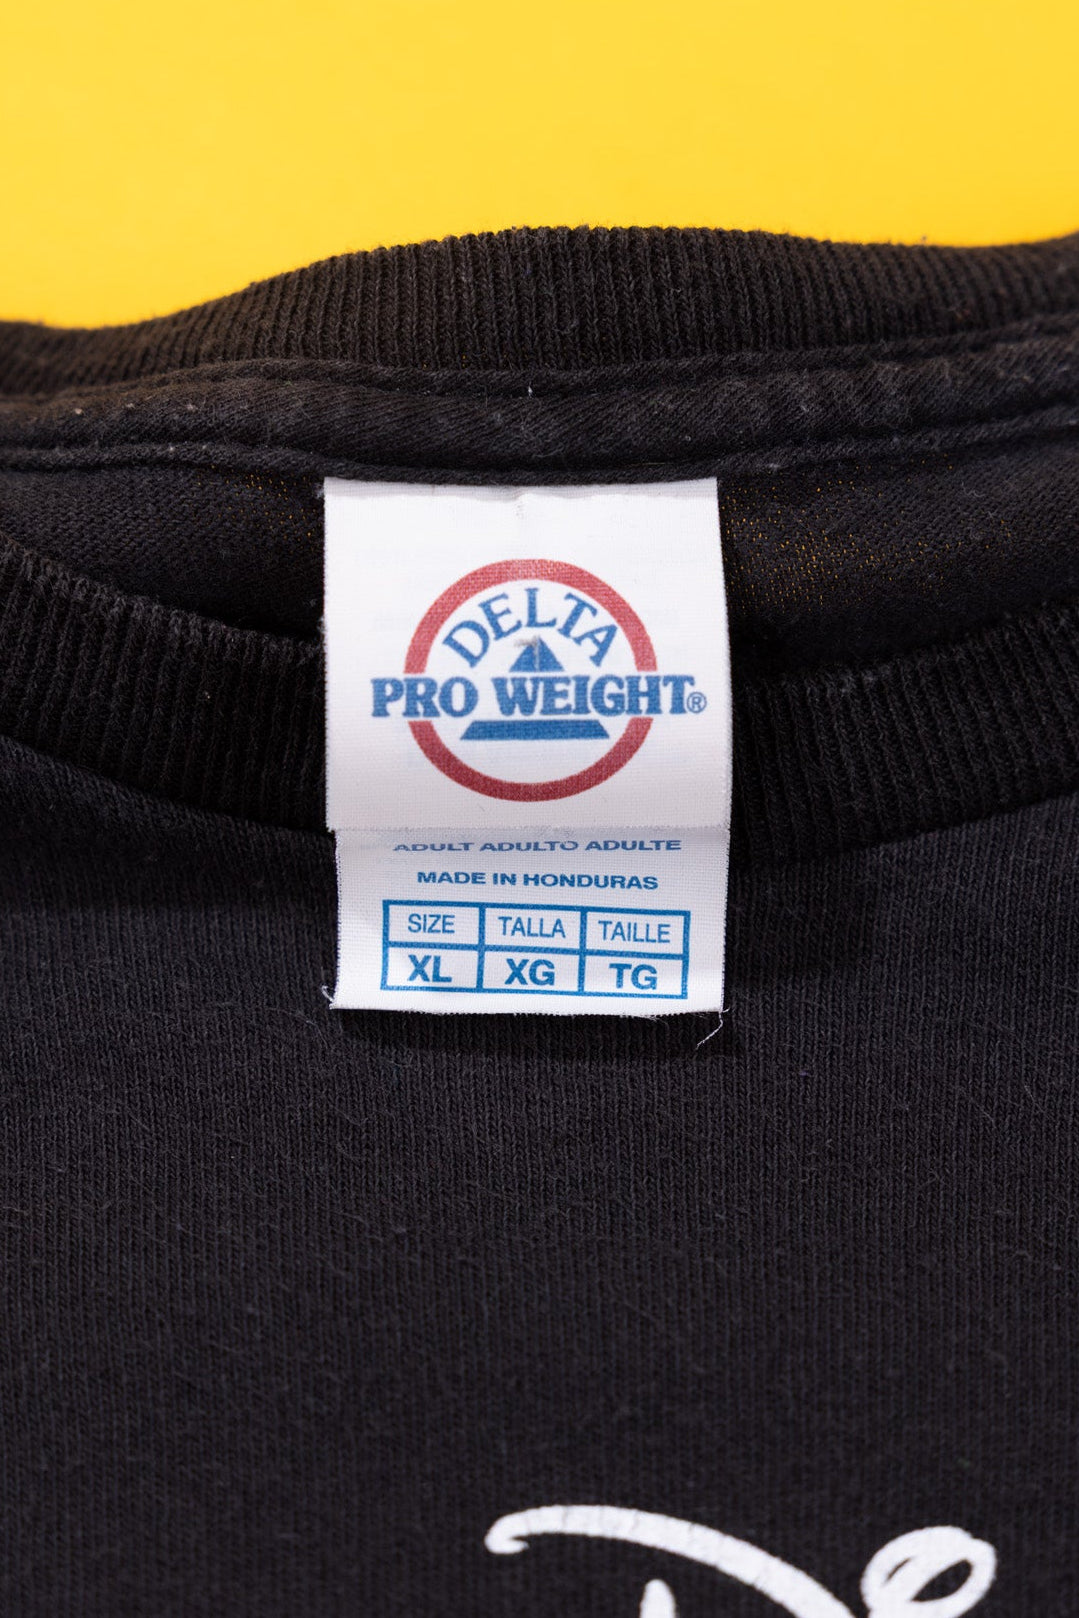 DELTA
PRO WEIGHT®
ADULT ADULTO ADULTE
MADE IN HONDURAS
SIZE TALLA TAILLE
XL XG TG